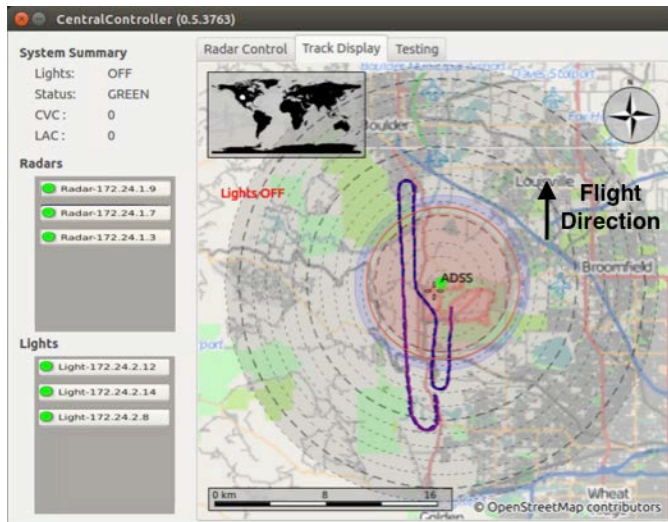 CentralController (0.5.3763)
System Summary
Lights: OFF
Status: GREEN
CVC : 0
LAC : 0
Radars
Radar-172.24.1.9
Radar-172.24.1.7
Radar-172.24.1.3
Lights
Light-172.24.2.12
Light-172.24.2.14
Light-172.24.2.8
Radar Control Track Display Testing
Boulder
Lights OFF
Louisville
Flight
Direction
Broomfield
ADSS
port
0 km 8 16
Wheat
© OpenStreetMap contributors
Golden